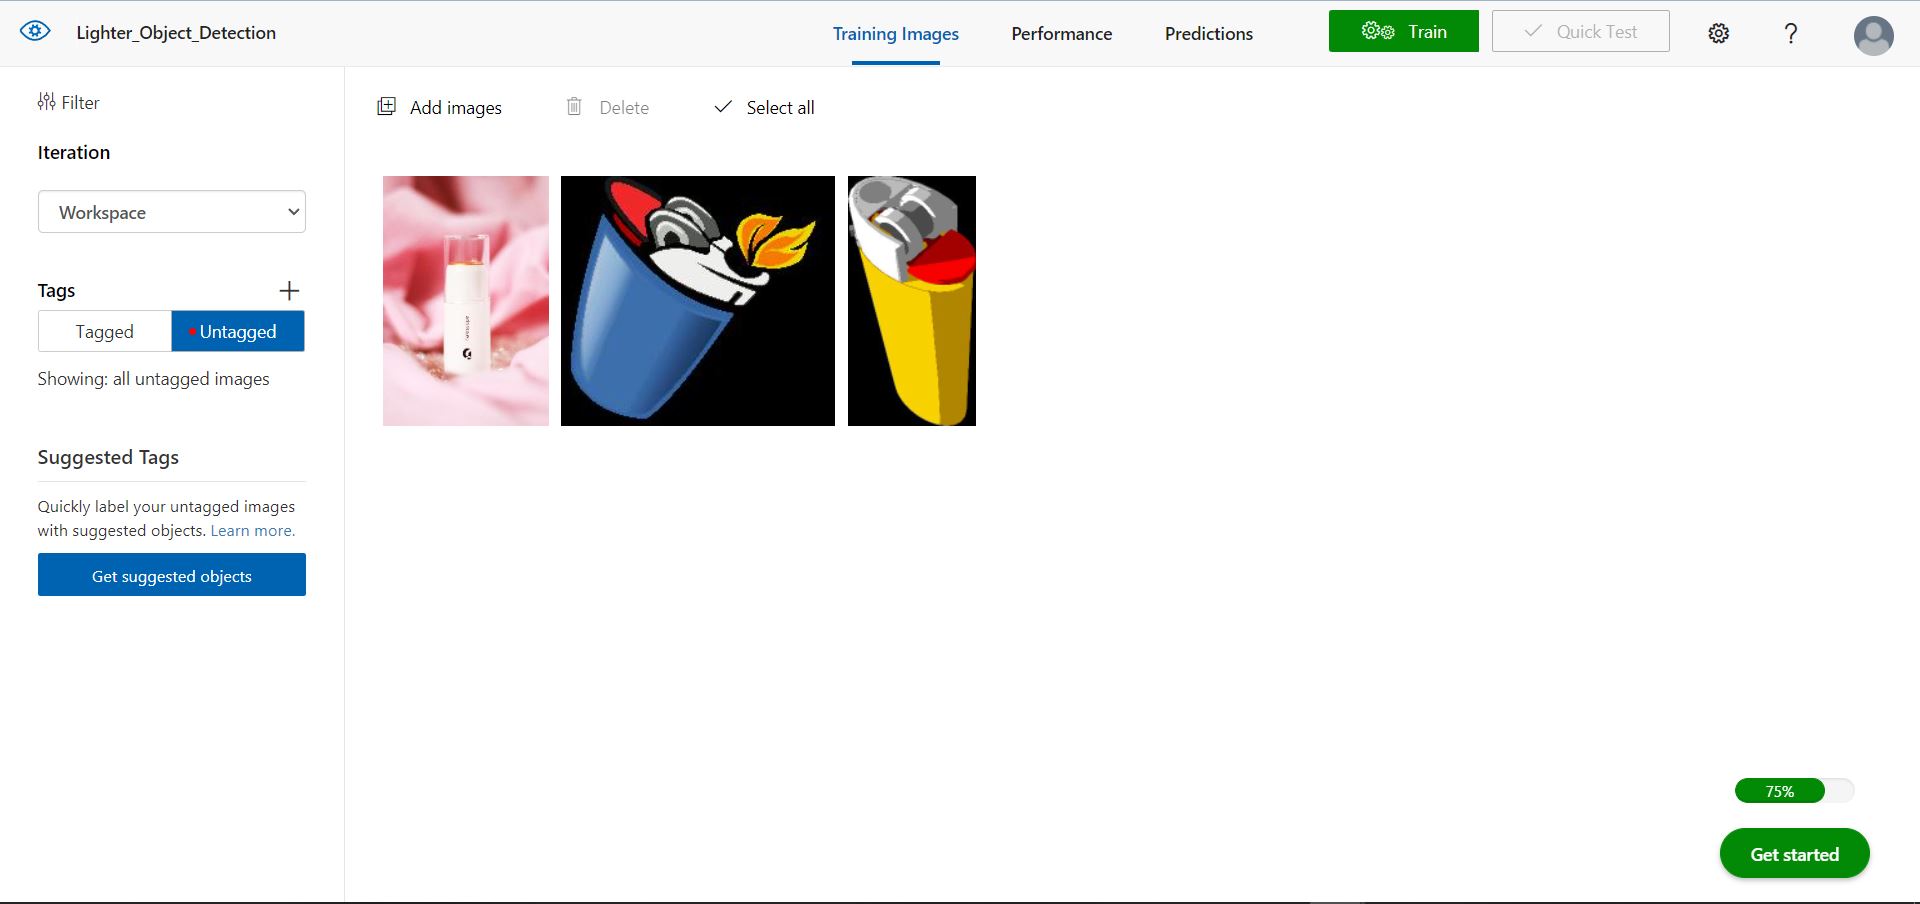 Lighter_Object_Detection
Training Images
Performance
Predictions
Train
Quick Test
?
Filter
Add images
Delete
Select all
Iteration
Workspace
Tags
Tagged
Untagged
Showing: all untagged images
Suggested Tags
Quickly label your untagged images
with suggested objects. Learn more.
Get suggested objects
75%
Get started